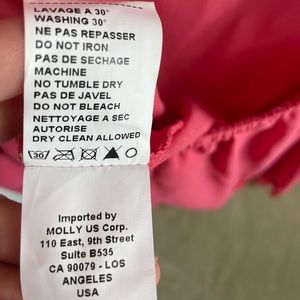 LAVAGE A 30°
WASHING 30°
NE PAS REPASSER
DO NOT IRON
PAS DE SECHAGE
MACHINE
NO TUMBLE DRY
PAS DE JAVEL
DO NOT BLEACH
NETTOYAGE A SEC
AUTORISE
DRY CLEAN ALLOWED
30
Imported by
MOLLY US Corp.
110 East, 9th Street
Suite B535
CA 90079 - LOS
ANGELES
USA